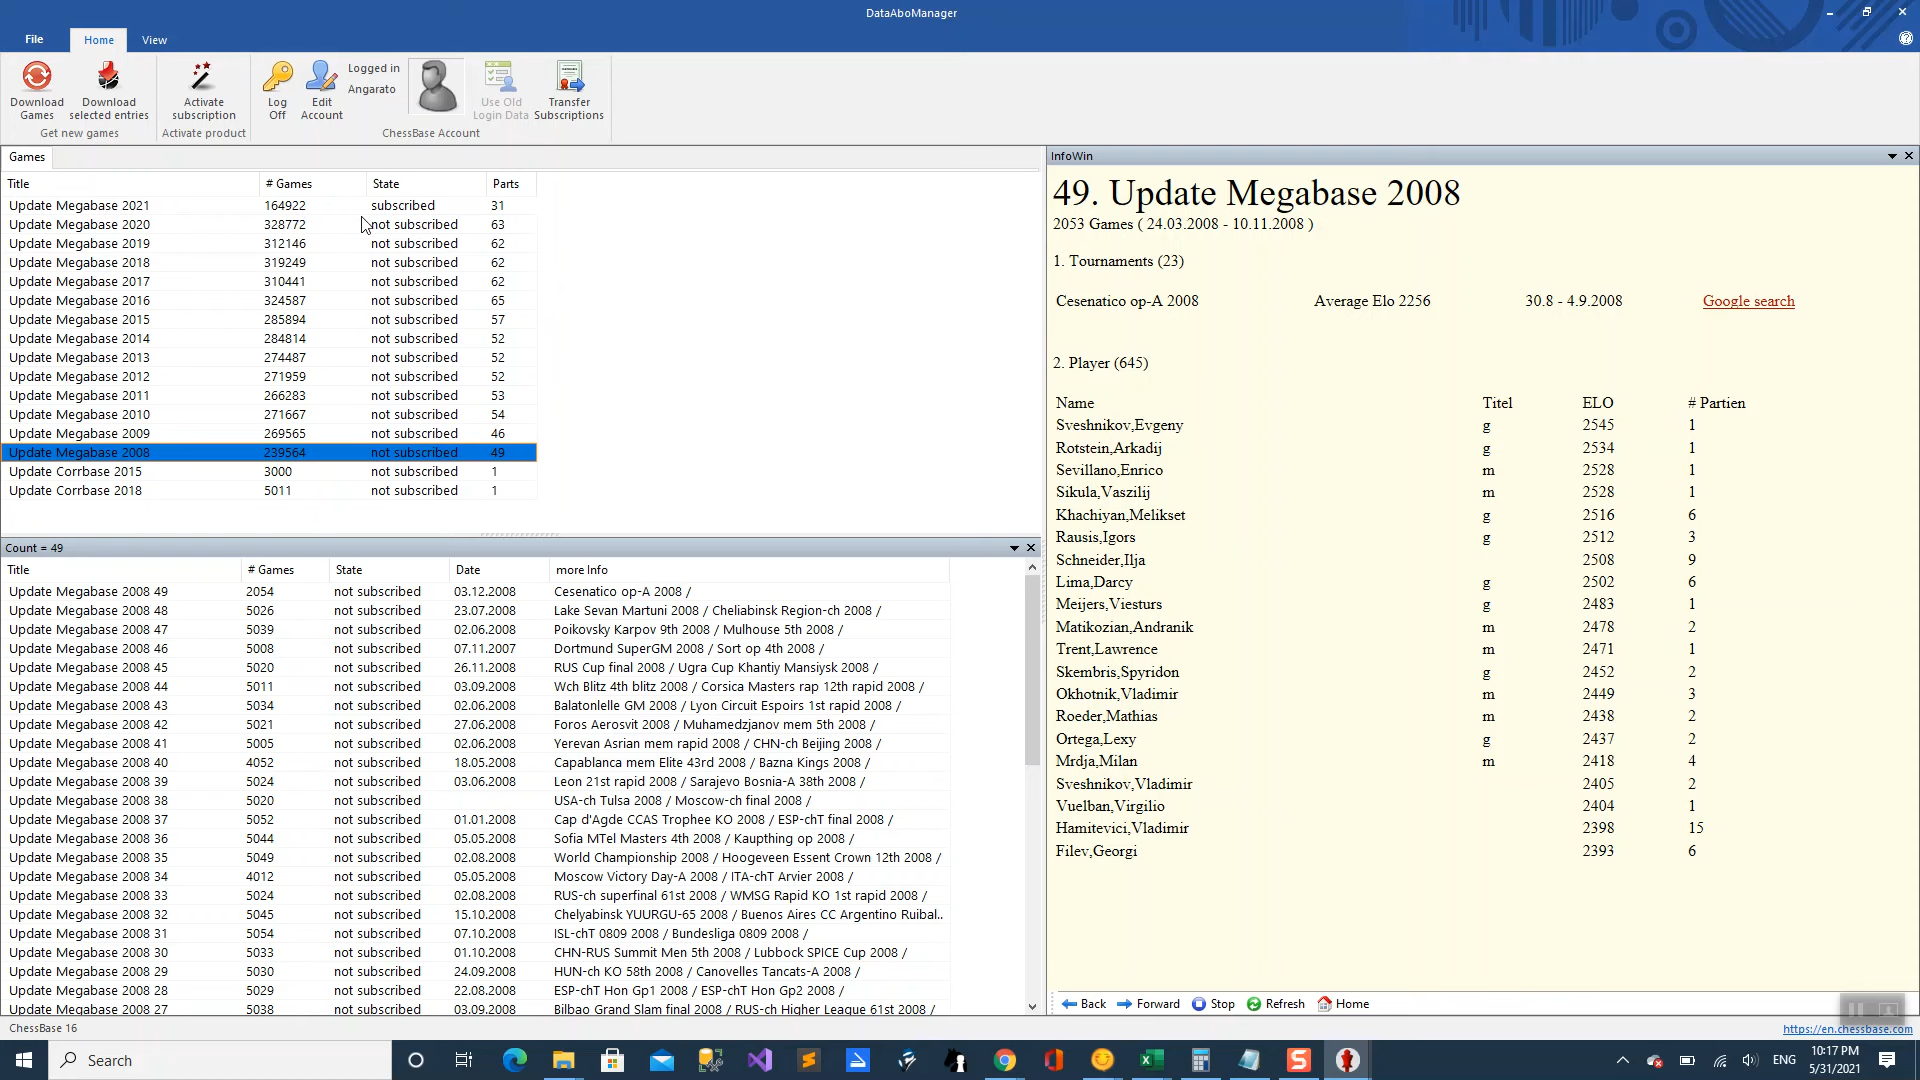 DataAboManager
File Home View
Download Games
Download selected entries
Get new games
Activate subscription
Activate product
Log Off
Edit Account
Logged in
Angarato
Use Old Login Data
Transfer Subscriptions
ChessBase Account
Games
Title # Games State Parts
Update Megabase 2021 164922 subscribed 31
Update Megabase 2020 328772 not subscribed 63
Update Megabase 2019 312146 not subscribed 62
Update Megabase 2018 319249 not subscribed 62
Update Megabase 2017 310441 not subscribed 62
Update Megabase 2016 324587 not subscribed 65
Update Megabase 2015 285894 not subscribed 57
Update Megabase 2014 284814 not subscribed 52
Update Megabase 2013 274487 not subscribed 52
Update Megabase 2012 271959 not subscribed 52
Update Megabase 2011 266283 not subscribed 53
Update Megabase 2010 271667 not subscribed 54
Update Megabase 2009 269565 not subscribed 46
Update Megabase 2008 239564 not subscribed 49
Update Corrbase 2015 3000 not subscribed 1
Update Corrbase 2018 5011 not subscribed 1
Count = 49
Title # Games State Date more Info
Update Megabase 2008 49 2054 not subscribed 03.12.2008 Cesenatico op-A 2008 /
Update Megabase 2008 48 5026 not subscribed 23.07.2008 Lake Sevan Martuni 2008 / Cheliabinsk Region-ch 2008 /
Update Megabase 2008 47 5039 not subscribed 02.06.2008 Poikovsky Karpov 9th 2008 / Mulhouse 5th 2008 /
Update Megabase 2008 46 5008 not subscribed 07.11.2007 Dortmund SuperGM 2008 / Sort op 4th 2008 /
Update Megabase 2008 45 5020 not subscribed 26.11.2008 RUS Cup final 2008 / Ugra Cup Khantiy Mansiysk 2008 /
Update Megabase 2008 44 5011 not subscribed 03.09.2008 Wch Blitz 4th blitz 2008 / Corsica Masters rap 12th rapid 2008 /
Update Megabase 2008 43 5034 not subscribed 02.06.2008 Balatonlelle GM 2008 / Lyon Circuit Espoirs 1st rapid 2008 /
Update Megabase 2008 42 5021 not subscribed 27.06.2008 Foros Aerosvit 2008 / Muhamedzjanov mem 5th 2008 /
Update Megabase 2008 41 5005 not subscribed 02.06.2008 Yerevan Asrian mem rapid 2008 / CHN-ch Beijing 2008 /
Update Megabase 2008 40 4052 not subscribed 18.05.2008 Capablanca mem Elite 43rd 2008 / Bazna Kings 2008 /
Update Megabase 2008 39 5024 not subscribed 03.06.2008 Leon 21st rapid 2008 / Sarajevo Bosnia-A 38th 2008 /
Update Megabase 2008 38 5020 not subscribed USA-ch Tulsa 2008 / Moscow-ch final 2008 /
Update Megabase 2008 37 5052 not subscribed 01.01.2008 Cap d'Agde CCAS Trophee KO 2008 / ESP-chT final 2008 /
Update Megabase 2008 36 5044 not subscribed 05.05.2008 Sofia MTel Masters 4th 2008 / Kaupthing op 2008 /
Update Megabase 2008 35 5049 not subscribed 02.08.2008 World Championship 2008 / Hoogeveen Essent Crown 12th 2008 /
Update Megabase 2008 34 4012 not subscribed 05.05.2008 Moscow Victory Day-A 2008 / ITA-chT Arvier 2008 /
Update Megabase 2008 33 5024 not subscribed 02.08.2008 RUS-ch superfinal 61st 2008 / WMSG Rapid KO 1st rapid 2008 /
Update Megabase 2008 32 5045 not subscribed 15.10.2008 Chelyabinsk YUURGU-65 2008 / Buenos Aires CC Argentino Ruibal..
Update Megabase 2008 31 5054 not subscribed 07.10.2008 ISL-chT 0809 2008 / Bundesliga 0809 2008 /
Update Megabase 2008 30 5033 not subscribed 01.10.2008 CHN-RUS Summit Men 5th 2008 / Lubbock SPICE Cup 2008 /
Update Megabase 2008 29 5030 not subscribed 24.09.2008 HUN-ch KO 58th 2008 / Canovelles Tancats-A 2008 /
Update Megabase 2008 28 5029 not subscribed 22.08.2008 ESP-chT Hon Gp1 2008 / ESP-chT Hon Gp2 2008 /
Update Megabase 2008 27 5038 not subscribed 03.09.2008 Bilbao Grand Slam final 2008 / RUS-ch Higher League 61st 2008 /
InfoWin
49. Update Megabase 2008
2053 Games ( 24.03.2008 - 10.11.2008 )
1. Tournaments (23)
Cesenatico op-A 2008 Average Elo 2256 30.8 - 4.9.2008 Google search
2. Player (645)
Name Titel ELO # Partien
Sveshnikov,Evgeny g 2545 1
Rotstein,Arkadij g 2534 1
Sevillano,Enrico m 2528 1
Sikula,Vaszilij m 2528 1
Khachiyan,Melikset g 2516 6
Rausis,Igors g 2512 3
Schneider,Ilja 2508 9
Lima,Darcy g 2502 6
Meijers,Viesturs g 2483 1
Matikozian,Andranik m 2478 2
Trent,Lawrence m 2471 1
Skembris,Spyridon g 2452 2
Okhotnik,Vladimir m 2449 3
Roeder,Mathias m 2438 2
Ortega,Lexy g 2437 2
Mrdja,Milan m 2418 4
Sveshnikov,Vladimir 2405 2
Vuelban,Virgilio 2404 1
Hamitevici,Vladimir 2398 15
Filev,Georgi 2393 6
Back Forward Stop Refresh Home
ChessBase 16
https://en.chessbase.com
Search
ENG
10:17 PM
5/31/2021